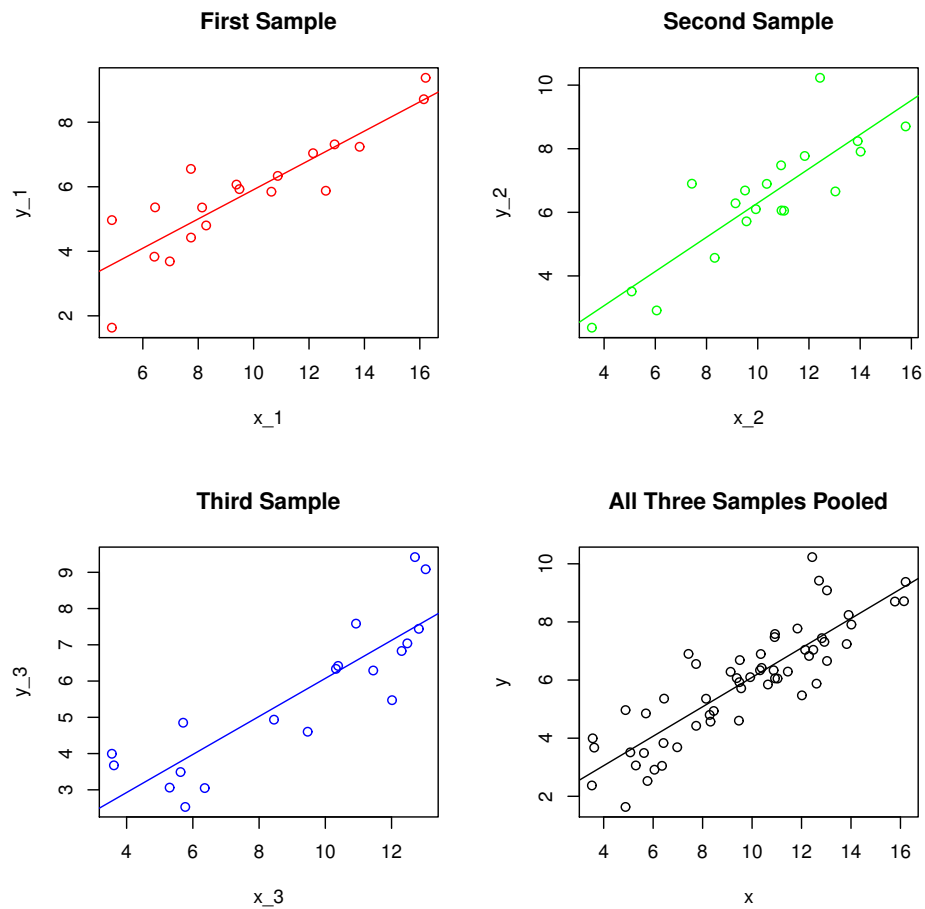 First Sample
y_1
2 4 6 8
6 8 10 12 14 16
x_1
Second Sample
y_2
4 6 8 10
4 6 8 10 12 14 16
x_2
Third Sample
y_3
3 4 5 6 7 8 9
4 6 8 10 12
x_3
All Three Samples Pooled
y
2 4 6 8 10
4 6 8 10 12 14 16
x